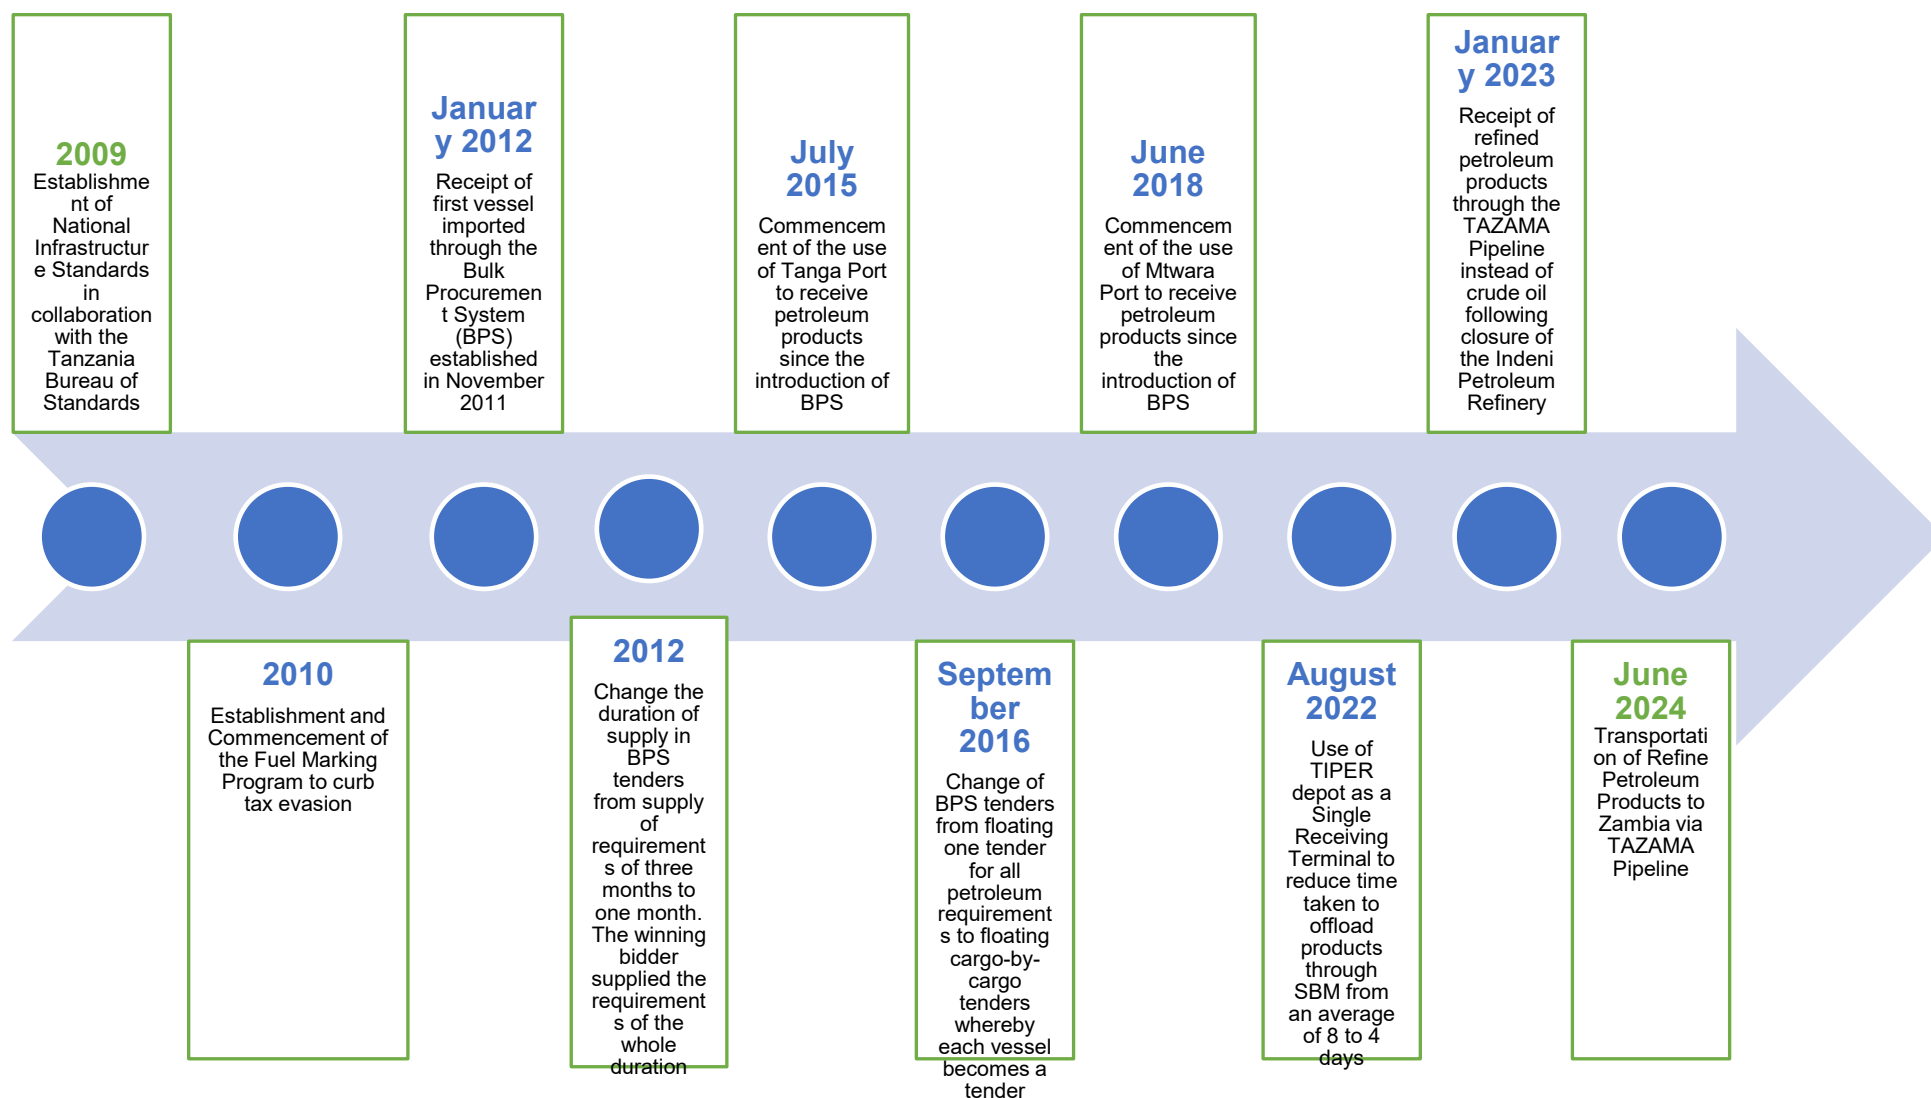 2009
Establishme
nt of
National
Infrastructur
e Standards
in
collaboration
with the
Tanzania
Bureau of
Standards
2010
Establishment and
Commencement of
the Fuel Marking
Program to curb
tax evasion
Januar
y 2012
Receipt of
first vessel
imported
through the
Bulk
Procuremen
t System
(BPS)
established
in November
2011
2012
Change the
duration of
supply in
BPS
tenders
from supply
of
requirement
s of three
months to
one month.
The winning
bidder
supplied the
requirement
s of the
whole
duration
July
2015
Commencem
ent of the use
of Tanga Port
to receive
petroleum
products
since the
introduction of
BPS
Septem
ber
2016
Change of
BPS tenders
from floating
one tender
for all
petroleum
requirement
s to floating
cargo-by-
cargo
tenders
whereby
each vessel
becomes a
tender
June
2018
Commencem
ent of the use
of Mtwara
Port to receive
petroleum
products since
the
introduction of
BPS
August
2022
Use of
TIPER
depot as a
Single
Receiving
Terminal to
reduce time
taken to
offload
products
through
SBM from
an average
of 8 to 4
days
Januar
y 2023
Receipt of
refined
petroleum
products
through the
TAZAMA
Pipeline
instead of
crude oil
following
closure of
the Indeni
Petroleum
Refinery
June
2024
Transportati
on of Refine
Petroleum
Products to
Zambia via
TAZAMA
Pipeline